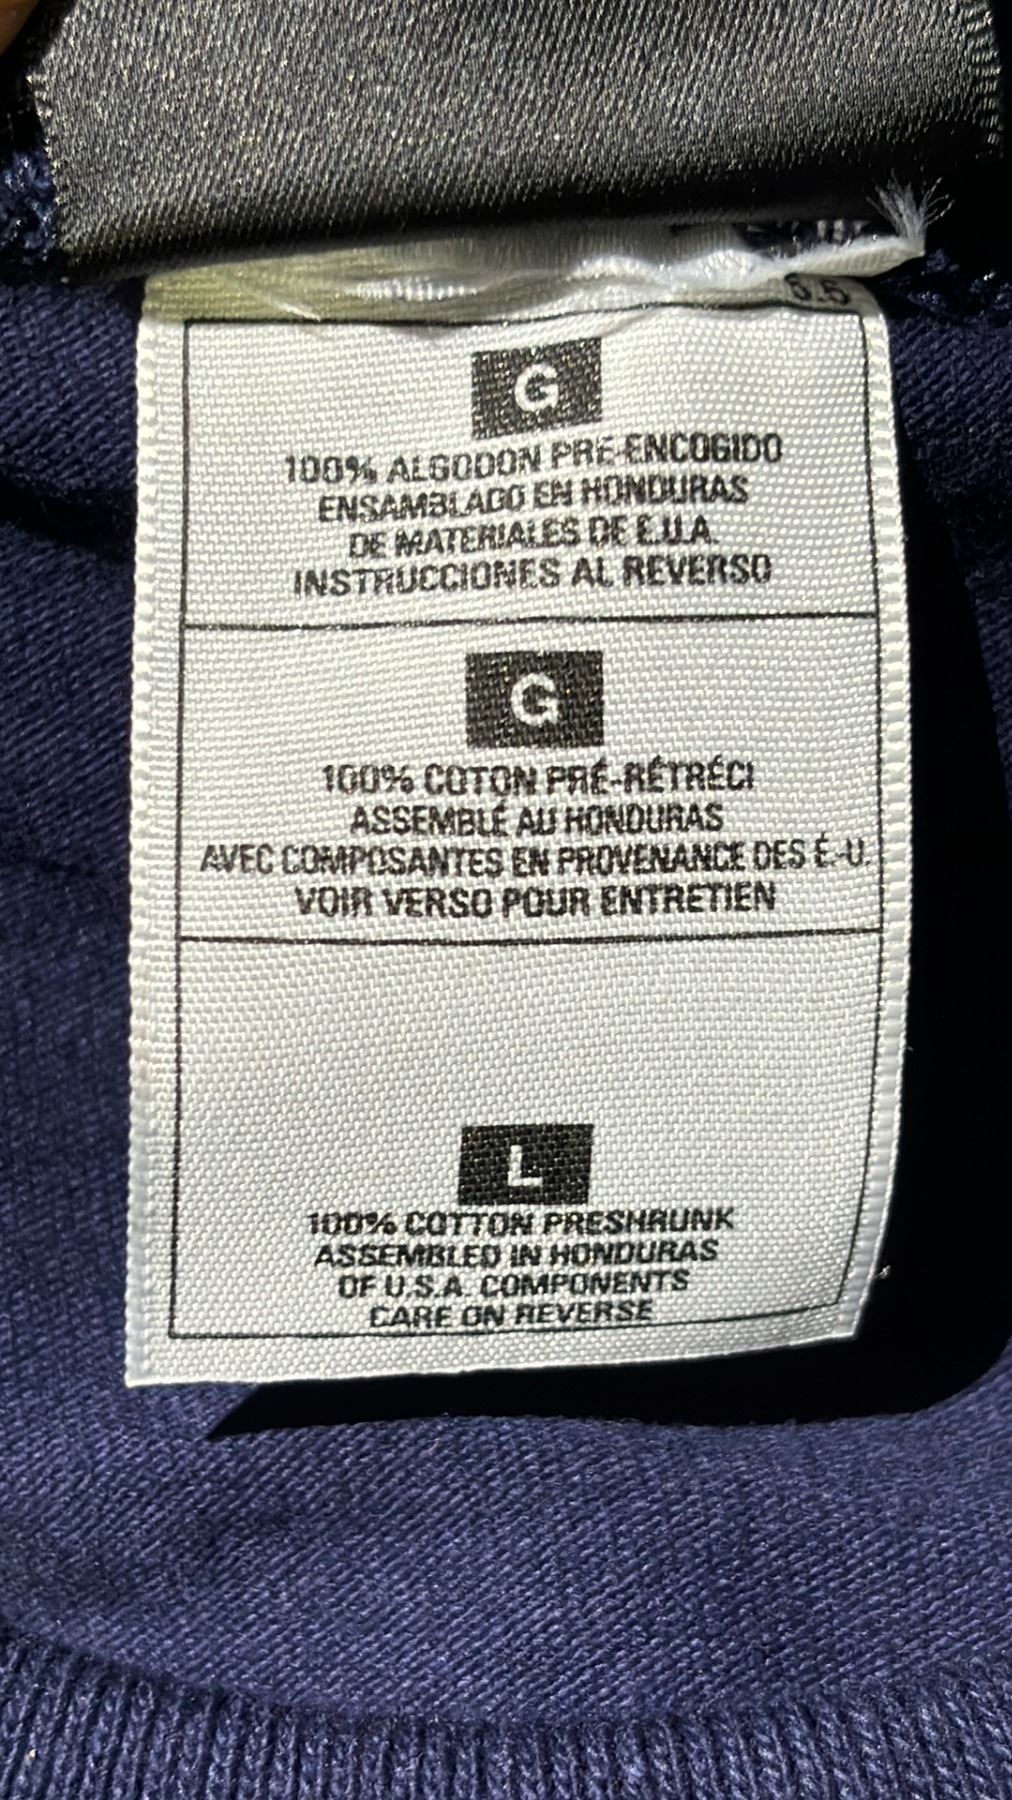 5.5
G
100% ALGODON PRE-ENCOGIDO
ENSAMBLADO EN HONDURAS
DE MATERIALES DE E.U.A.
INSTRUCCIONES AL REVERSO
G
100% COTON PRÉ-RÉTRÉCI
ASSEMBLÉ AU HONDURAS
AVEC COMPOSANTES EN PROVENANCE DES É.-U.
VOIR VERSO POUR ENTRETIEN
L
100% COTTON PRESHRUNK
ASSEMBLED IN HONDURAS
OF U.S.A. COMPONENTS
CARE ON REVERSE